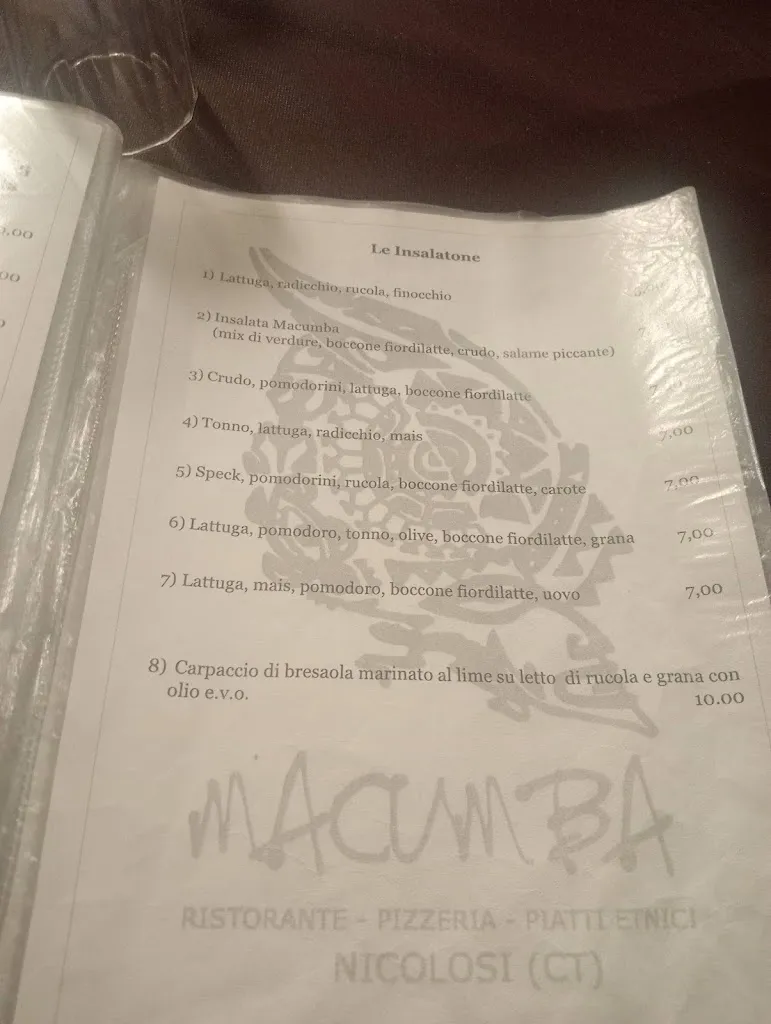 Le Insalatone
1) Lattuga, radicchio, rucola, finocchio
2) Insalata Macumba
(mix di verdure, boccone fiordilatte, crudo, salame piccante)
3) Crudo, pomodorini, lattuga, boccone fiordilatte
4) Tonno, lattuga, radicchio, mais 7,00
5) Speck, pomodorini, rucola, boccone fiordilatte, carote 7,00
6) Lattuga, pomodoro, tonno, olive, boccone fiordilatte, grana 7,00
7) Lattuga, mais, pomodoro, boccone fiordilatte, uovo 7,00
8) Carpaccio di bresaola marinato al lime su letto di rucola e grana con
olio e.v.o. 10.00
MACUMBA
RISTORANTE - PIZZERIA - PIATTI ETNICI
NICOLOSI (CT)